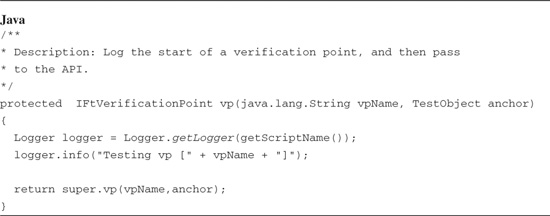 Java
/**
* Description: Log the start of a verification point, and then pass
* to the API.
*/
protected IFtVerificationPoint vp(java.lang.String vpName, TestObject anchor)
{
Logger logger = Logger.getLogger(getScriptName());
logger.info("Testing vp [" + vpName + "]");
return super.vp(vpName,anchor);
}